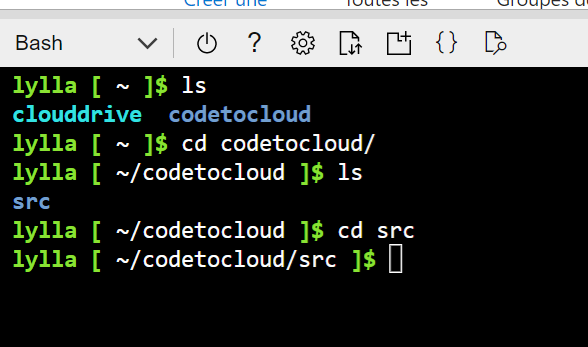 Créer une Toutes les Groupes de
Bash ? {}
lylla [ ~ ]$ ls
clouddrive codetocloud
lylla [ ~ ]$ cd codetocloud/
lylla [ ~/codetocloud ]$ ls
src
lylla [ ~/codetocloud ]$ cd src
lylla [ ~/codetocloud/src ]$